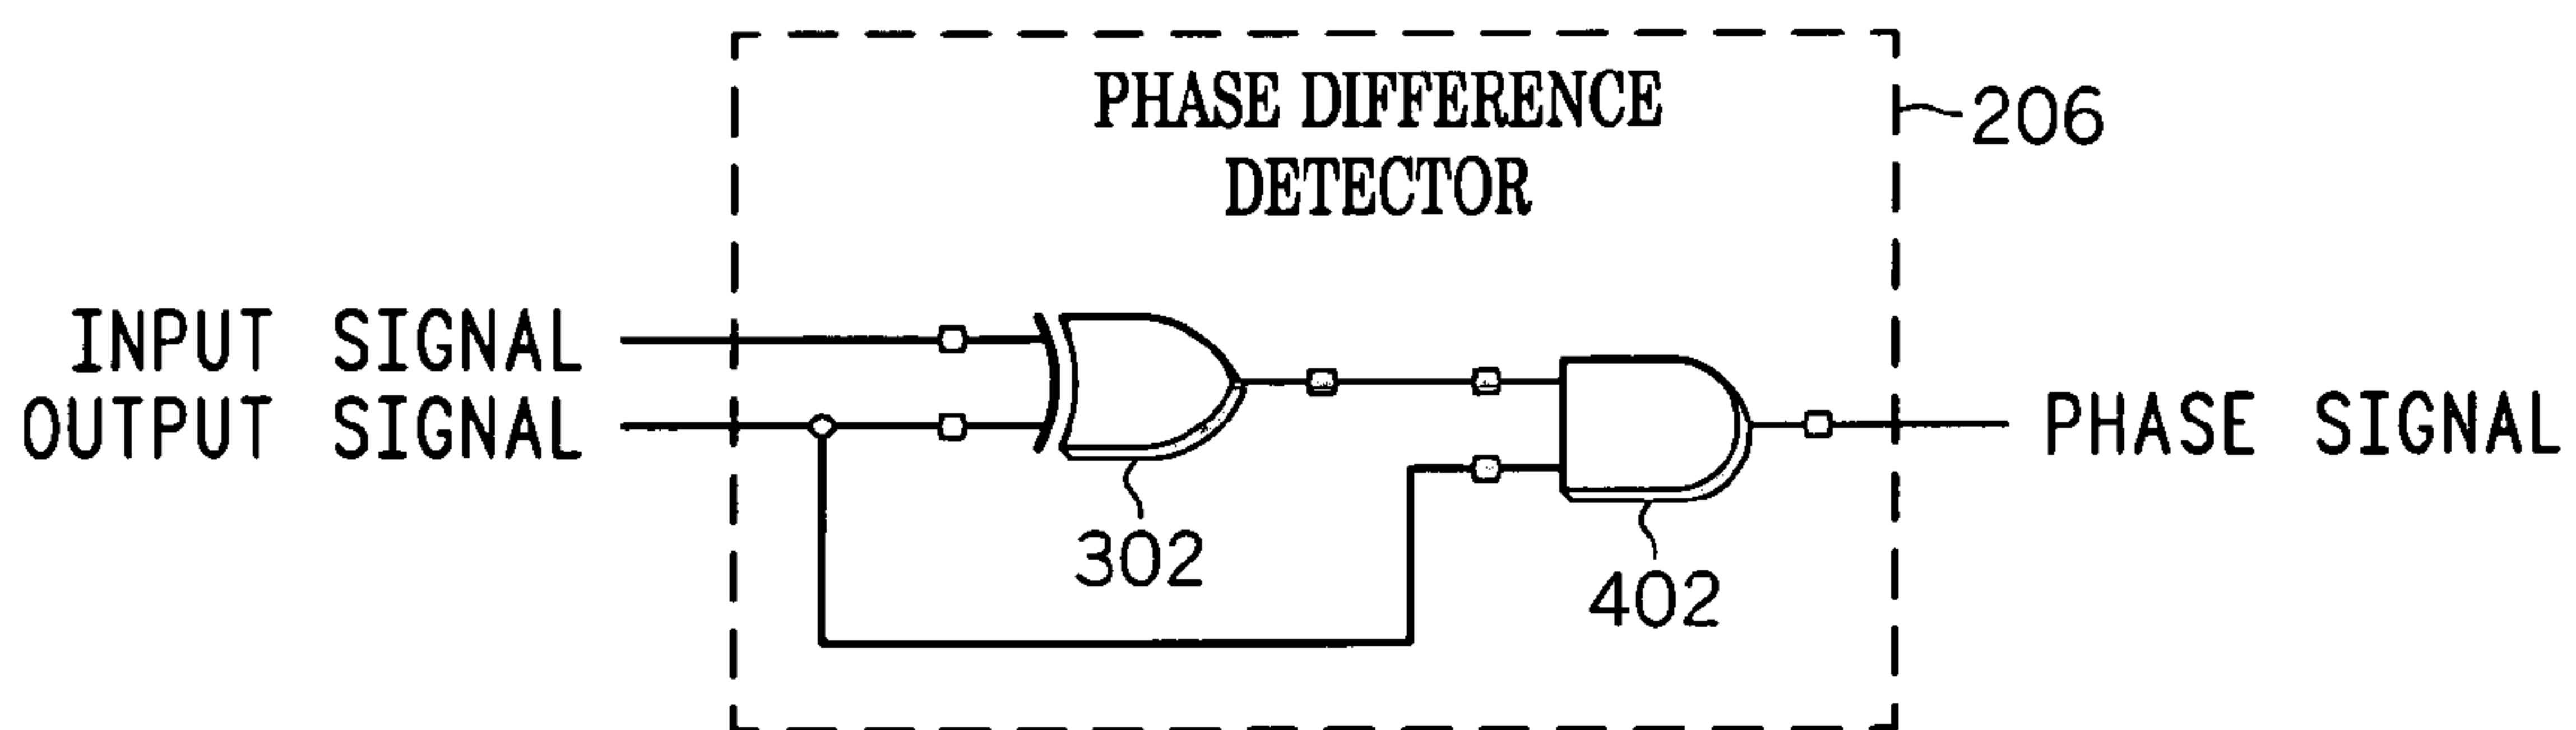 PHASE DIFFERENCE
DETECTOR
206
INPUT SIGNAL
OUTPUT SIGNAL
PHASE SIGNAL
302
402